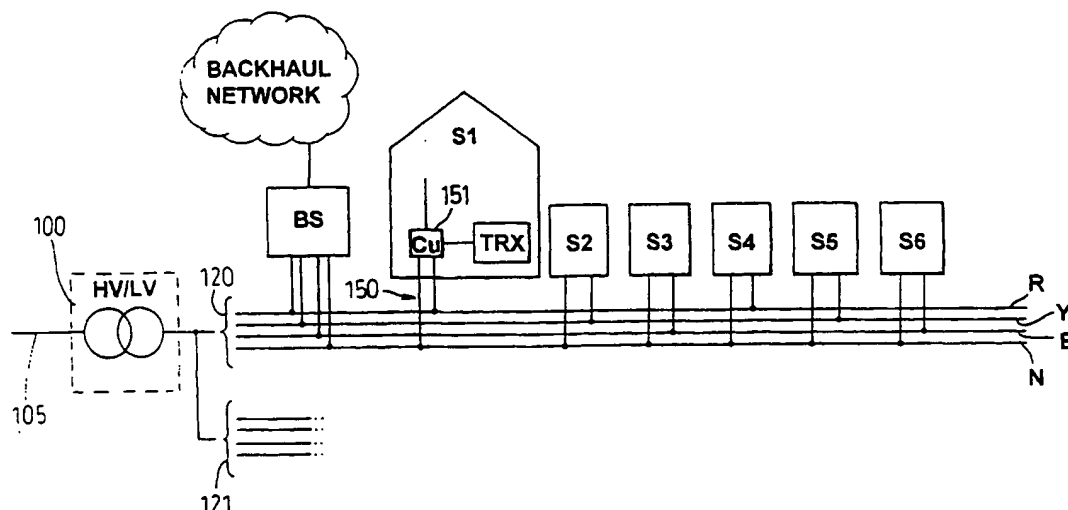 BACKHAUL
NETWORK
S1
151
BS
Cu
TRX
S2
S3
S4
S5
S6
100
HV/LV
120
150
R
Y
B
N
105
121